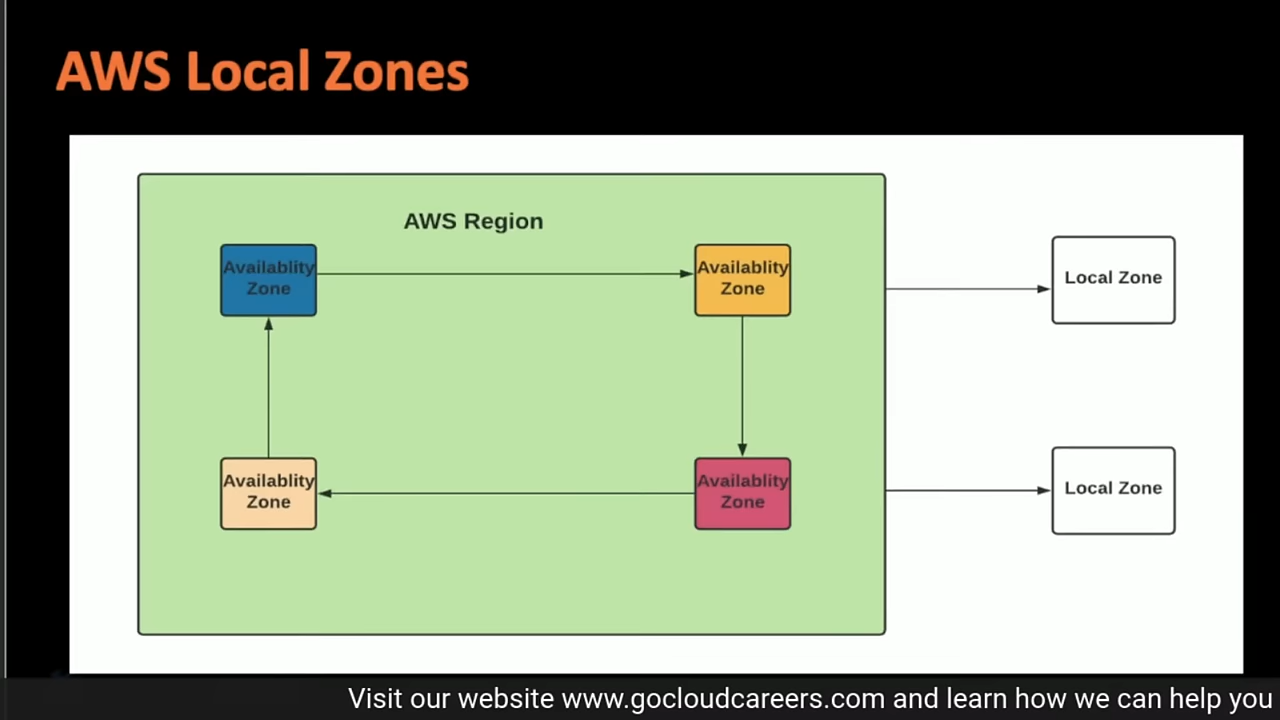 AWS Local Zones
AWS Region
Availablity
Zone
Availablity
Zone
Local Zone
Availablity
Zone
Availablity
Zone
Local Zone
Visit our website www.gocloudcareers.com and learn how we can help you